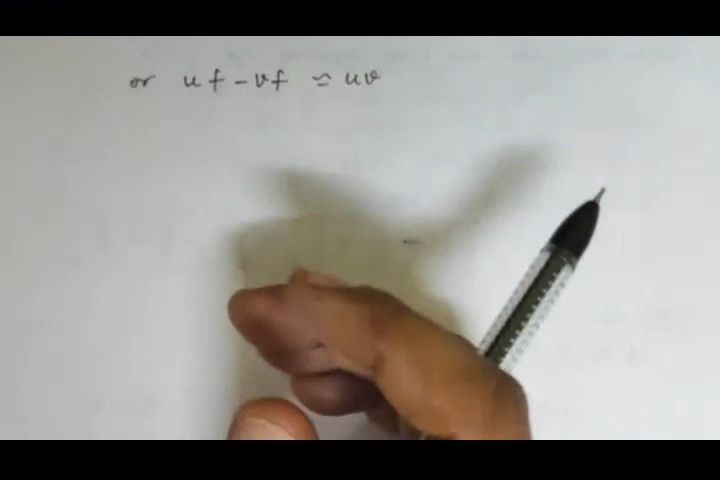 or uf - vf ≃ uv